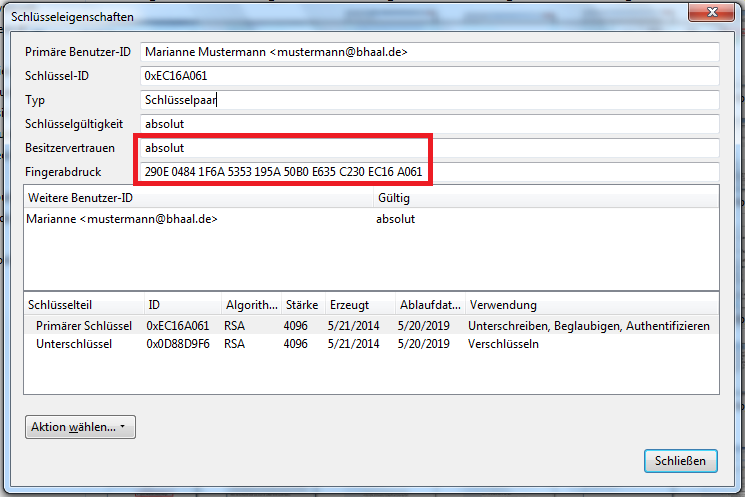 Schlüsseleigenschaften
Primäre Benutzer-ID Marianne Mustermann <mustermann@bhaal.de>
Schlüssel-ID 0xEC16A061
Typ Schlüsselpaar
Schlüsselgültigkeit absolut
Besitzervertrauen absolut
Fingerabdruck 290E 0484 1F6A 5353 195A 50B0 E635 C230 EC16 A061
Weitere Benutzer-ID Gültig
Marianne <mustermann@bhaal.de> absolut
Schlüsselteil ID Algorith... Stärke Erzeugt Ablaufdat... Verwendung
Primärer Schlüssel 0xEC16A061 RSA 4096 5/21/2014 5/20/2019 Unterschreiben, Beglaubigen, Authentifizieren
Unterschlüssel 0x0D88D9F6 RSA 4096 5/21/2014 5/20/2019 Verschlüsseln
Aktion wählen...
Schließen